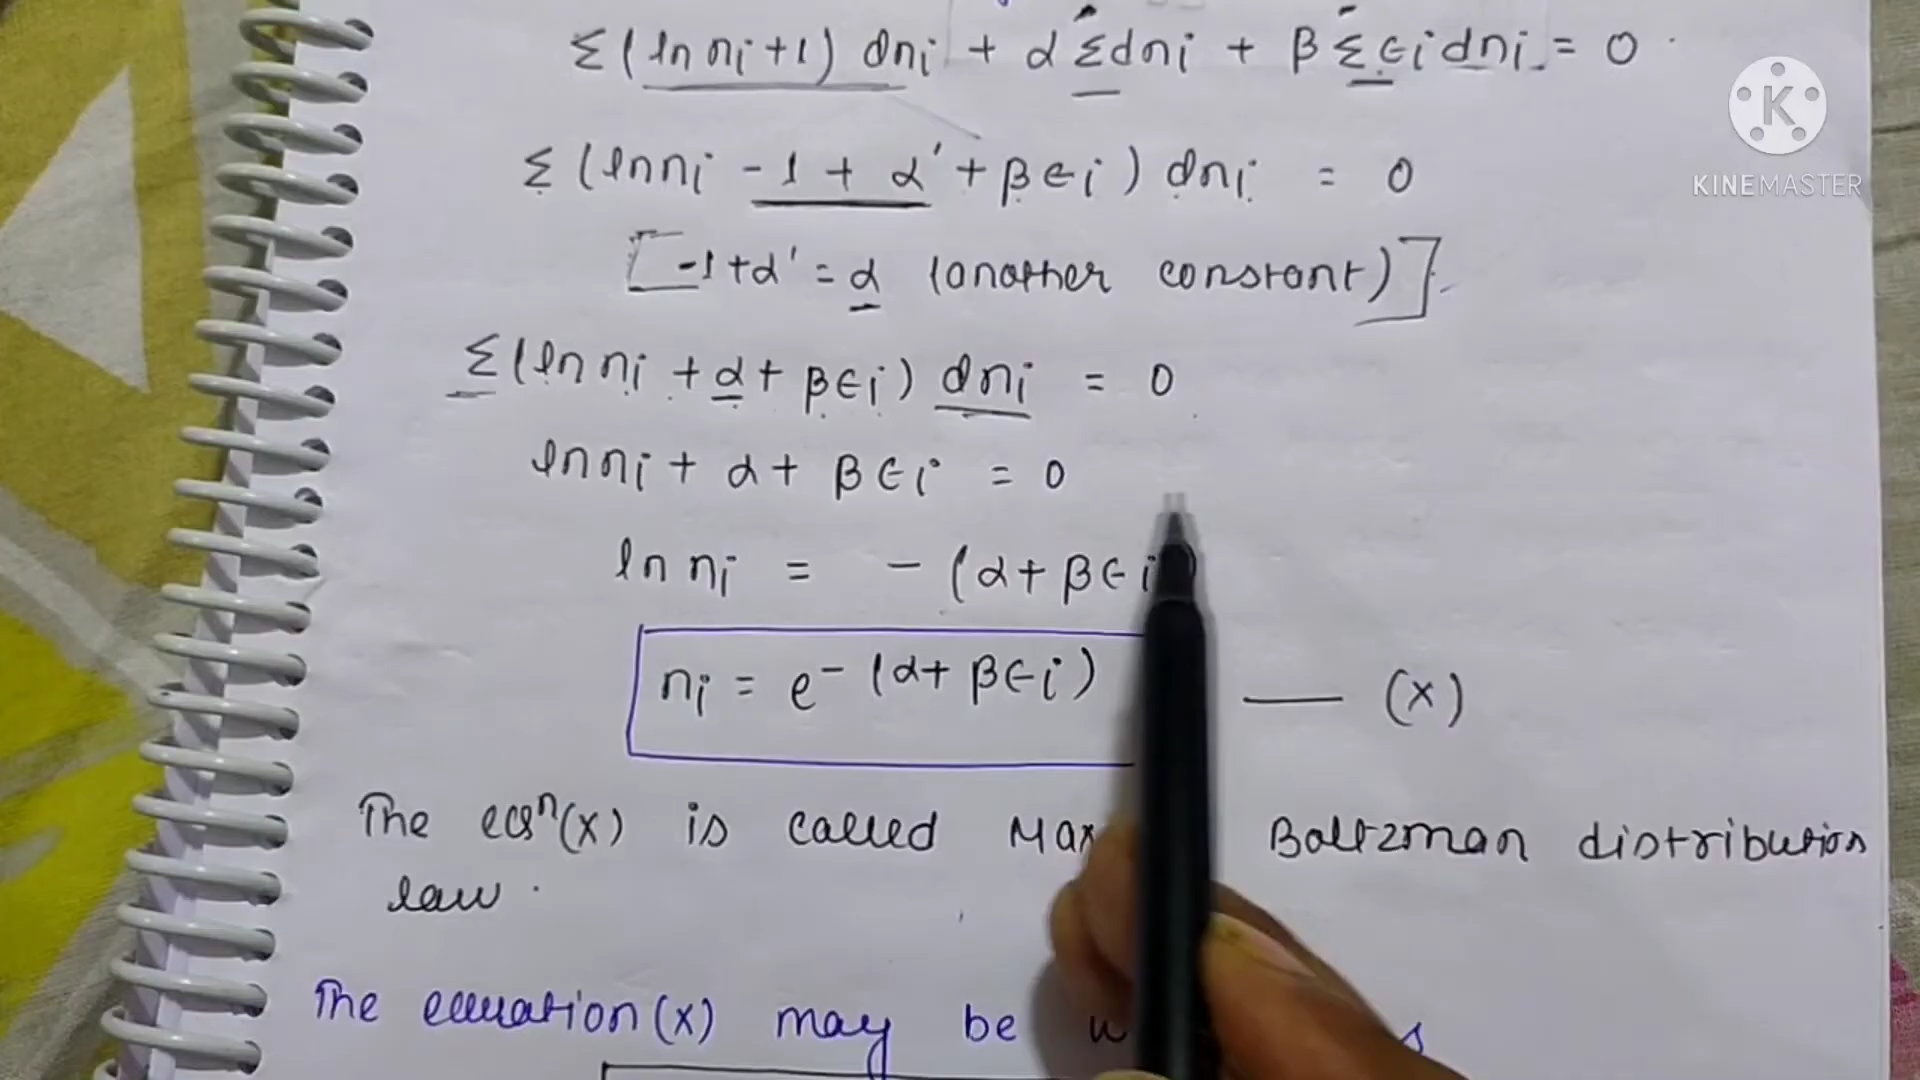 Σ(ln ni+1) dni + α Σdni + β Σ∈i dni = 0
K
KINEMASTER
Σ(ln ni -1 + α' + β∈i) dni = 0
[-1+α' = α (another constant)]
Σ(ln ni + α + β∈i) dni = 0
ln ni + α + β∈i = 0
ln ni = - (α+ β∈i)
ni = e-(α+ β∈i) — (X)
The eqn(X) is called Max Boltzman distribution
law.
The equation(X) may be